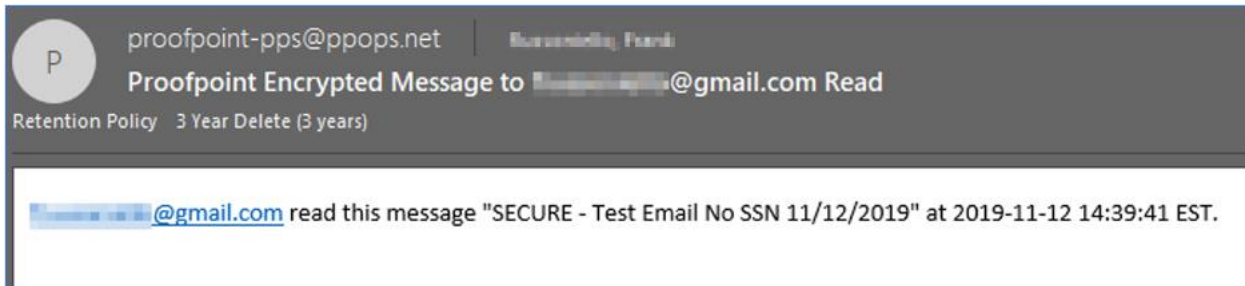 P
proofpoint-pps@ppops.net
Proofpoint Encrypted Message to @gmail.com Read
Retention Policy 3 Year Delete (3 years)
@gmail.com read this message "SECURE - Test Email No SSN 11/12/2019" at 2019-11-12 14:39:41 EST.